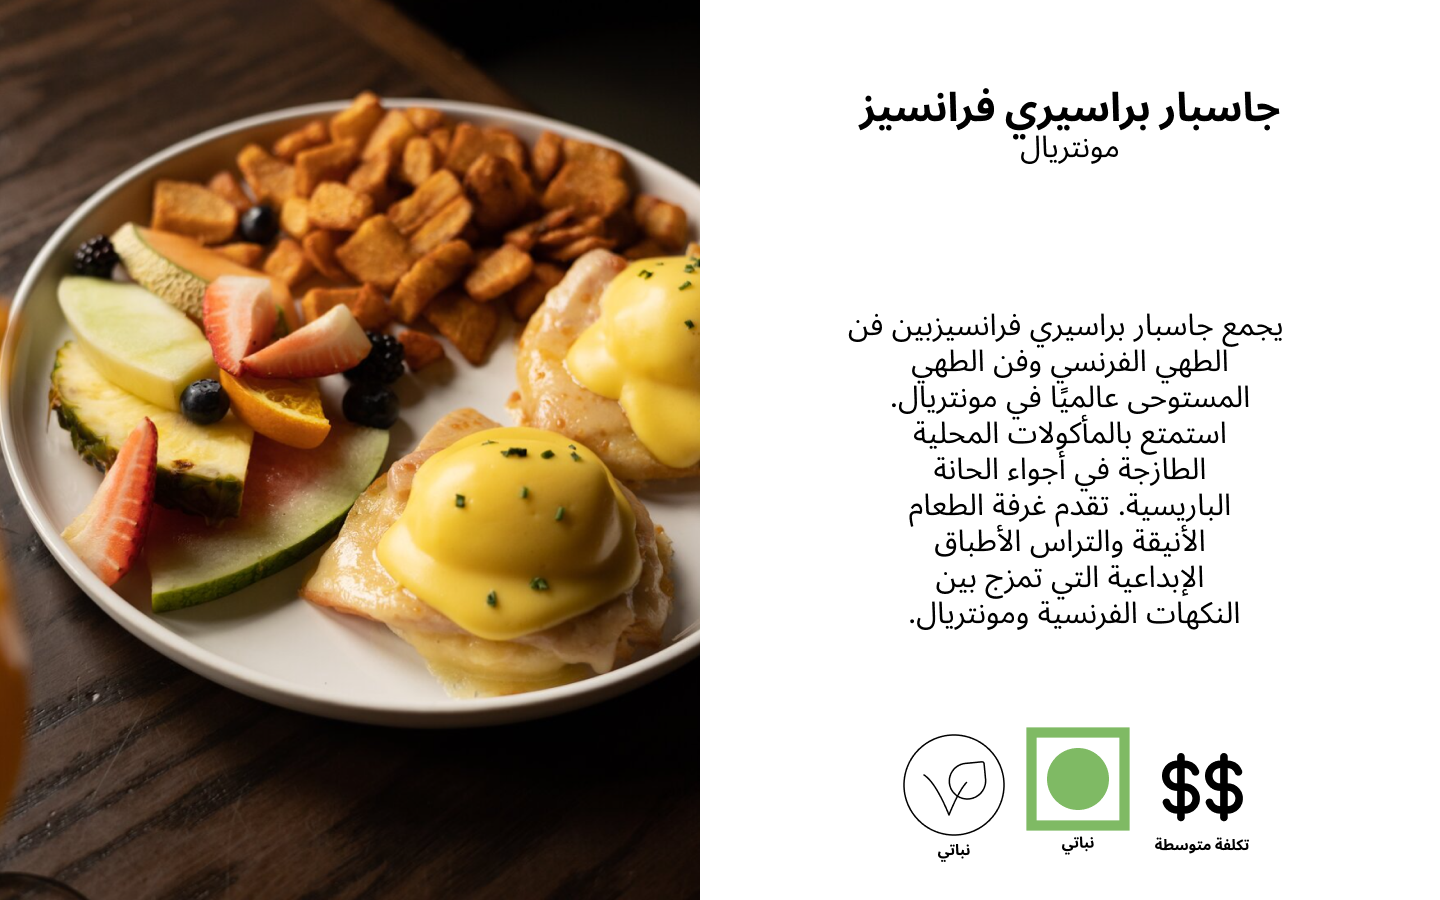 جاسبار براسيري فرانسيز
مونتريال
يجمع جاسبار براسيري فرانسيزبين فن
الطهي الفرنسي وفن الطهي
المستوحى عالميًا في مونتريال.
استمتع بالمأكولات المحلية
الطازجة في أجواء الحانة
الباريسية. تقدم غرفة الطعام
الأنيقة والتراس الأطباق
الإبداعية التي تمزج بين
النكهات الفرنسية ومونتريال.
$$
تكلفة متوسطة
نباتي
نباتي